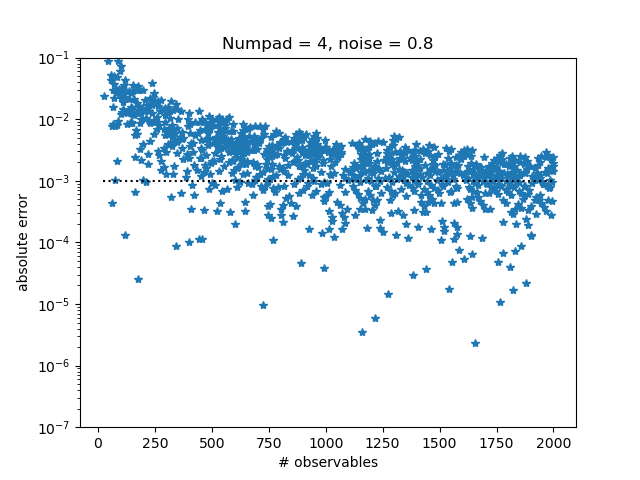 Numpad = 4, noise = 0.8
10⁻¹
10⁻²
10⁻³
10⁻⁴
10⁻⁵
10⁻⁶
10⁻⁷
absolute error
0 250 500 750 1000 1250 1500 1750 2000
# observables